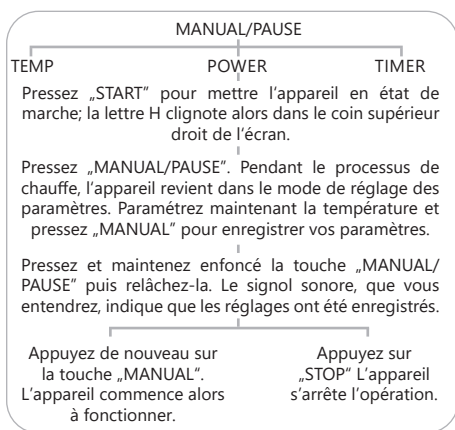 MANUAL/PAUSE
TEMP POWER TIMER
Pressez „START" pour mettre l'appareil en état de
marche; la lettre H clignote alors dans le coin supérieur
droit de l'écran.
Pressez „MANUAL/PAUSE". Pendant le processus de
chauffe, l'appareil revient dans le mode de réglage des
paramètres. Paramétrez maintenant la température et
pressez „MANUAL" pour enregistrer vos paramètres.
Pressez et maintenez enfoncé la touche „MANUAL/
PAUSE" puis relâchez-la. Le signol sonore, que vous
entendrez, indique que les réglages ont été enregistrés.
Appuyez de nouveau sur
la touche „MANUAL".
L'appareil commence alors
à fonctionner.
Appuyez sur
„STOP" L'appareil
s'arrête l'opération.